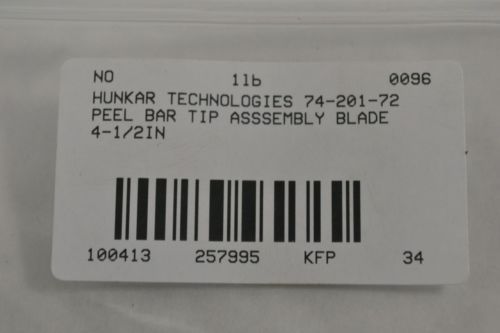 NO 11b 0096
HUNKAR TECHNOLOGIES 74-201-72
PEEL BAR TIP ASSSEMBLY BLADE
4-1/2IN
100413 257995 KFP 34